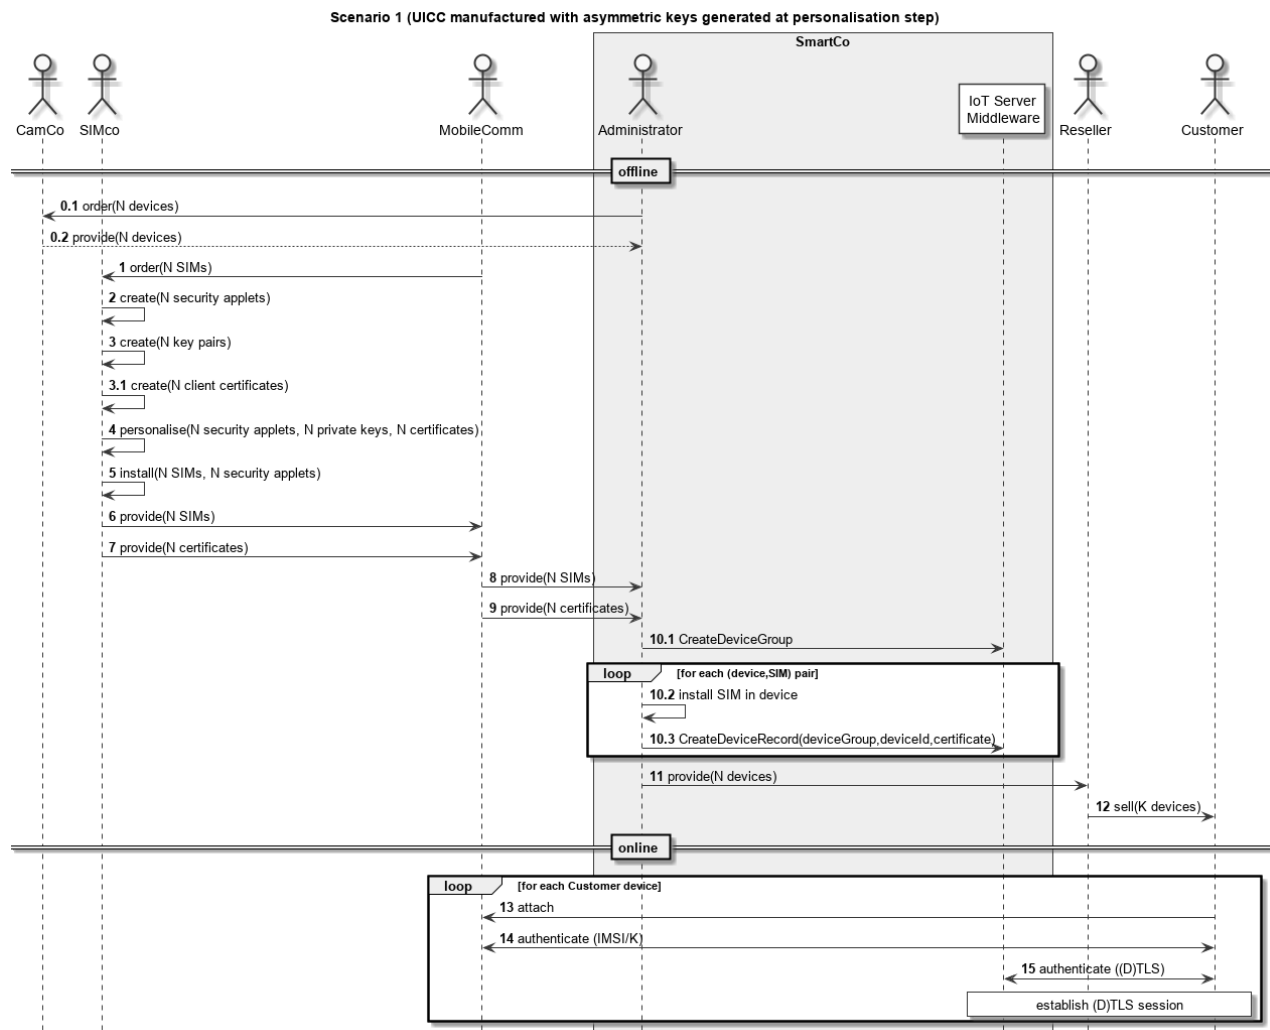 Scenario 1 (UICC manufactured with asymmetric keys generated at personalisation step)
SmartCo
IoT Server
Middleware
CamCo
SIMco
MobileComm
Administrator
Reseller
Customer
offline
0.1 order(N devices)
0.2 provide(N devices)
1 order(N SIMs)
2 create(N security applets)
3 create(N key pairs)
3.1 create(N client certificates)
4 personalise(N security applets, N private keys, N certificates)
5 install(N SIMs, N security applets)
6 provide(N SIMs)
7 provide(N certificates)
8 provide(N SIMs)
9 provide(N certificates)
10.1 CreateDeviceGroup
loop
[for each (device,SIM) pair]
10.2 install SIM in device
10.3 CreateDeviceRecord(deviceGroup,deviceId,certificate)
11 provide(N devices)
12 sell(K devices)
online
loop
[for each Customer device]
13 attach
14 authenticate (IMSI/K)
15 authenticate ((D)TLS)
establish (D)TLS session